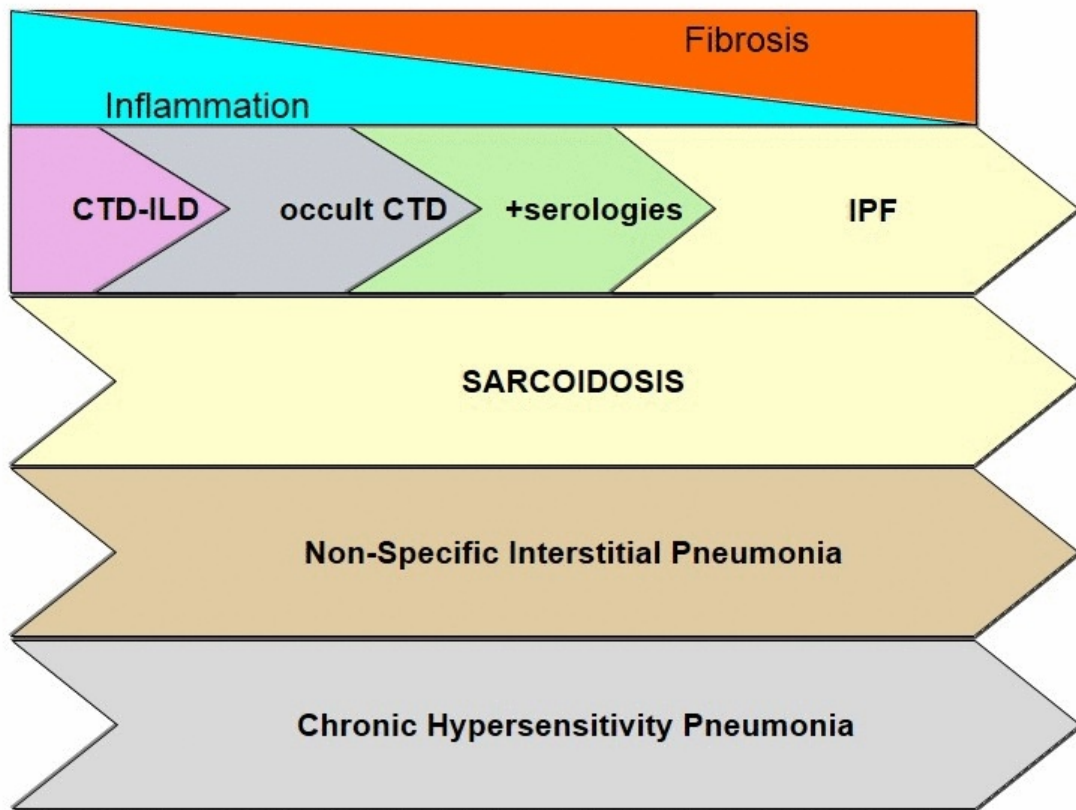 Fibrosis
Inflammation
CTD-ILD occult CTD +serologies IPF
SARCOIDOSIS
Non-Specific Interstitial Pneumonia
Chronic Hypersensitivity Pneumonia